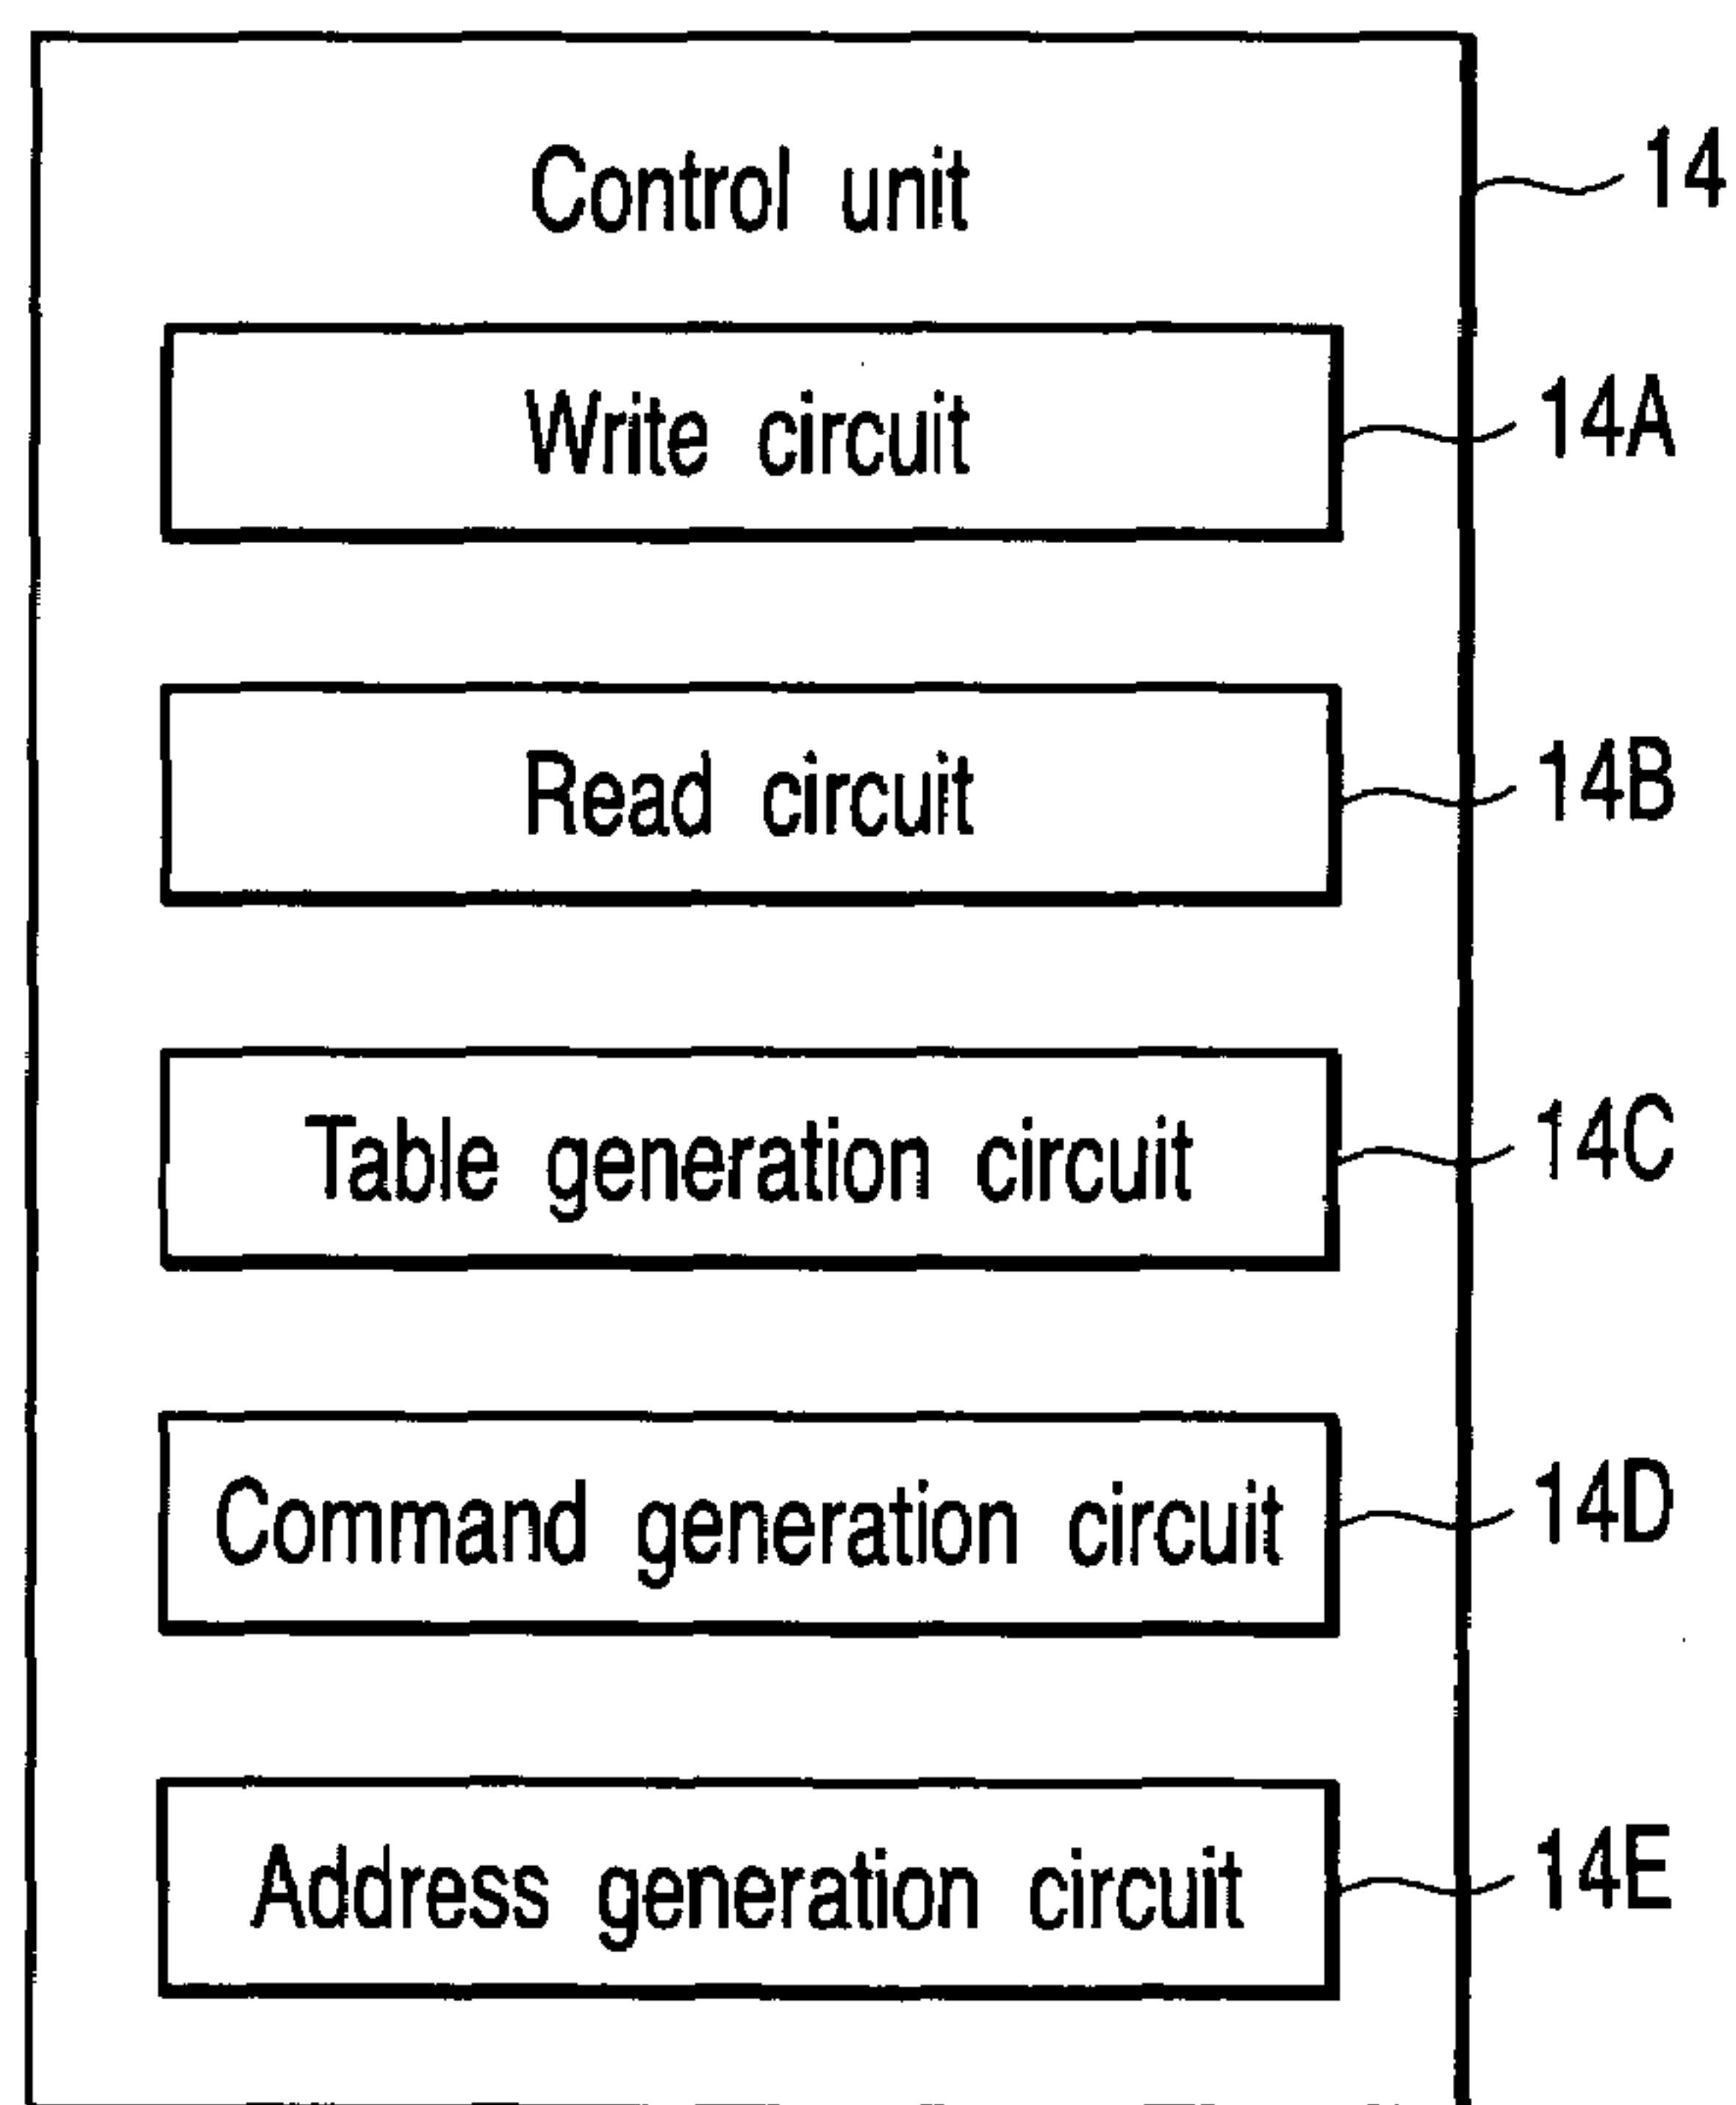 Control unit 14
Write circuit 14A
Read circuit 14B
Table generation circuit 14C
Command generation circuit 14D
Address generation circuit 14E